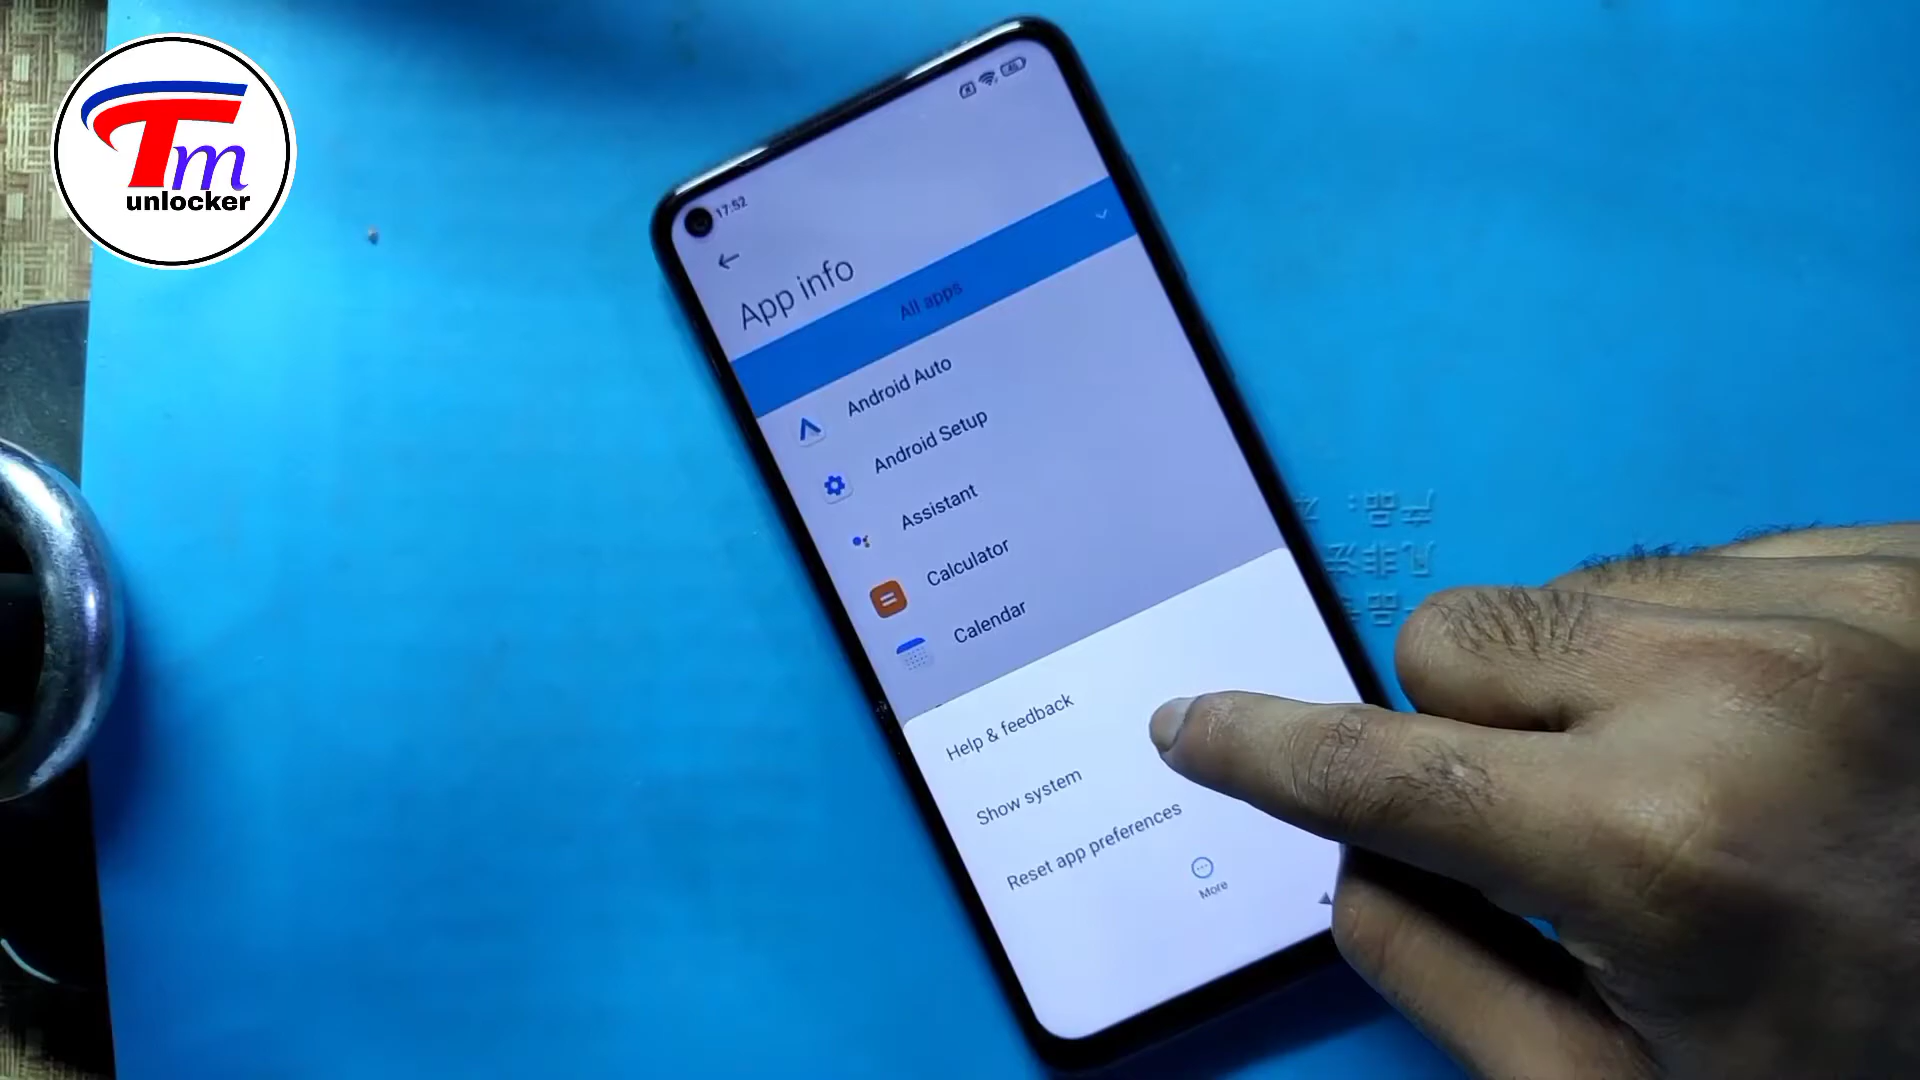 Tm
unlocker
17:52
46
App info
All apps
Android Auto
Android Setup
Assistant
Calculator
Calendar
Help & feedback
Show system
Reset app preferences
More